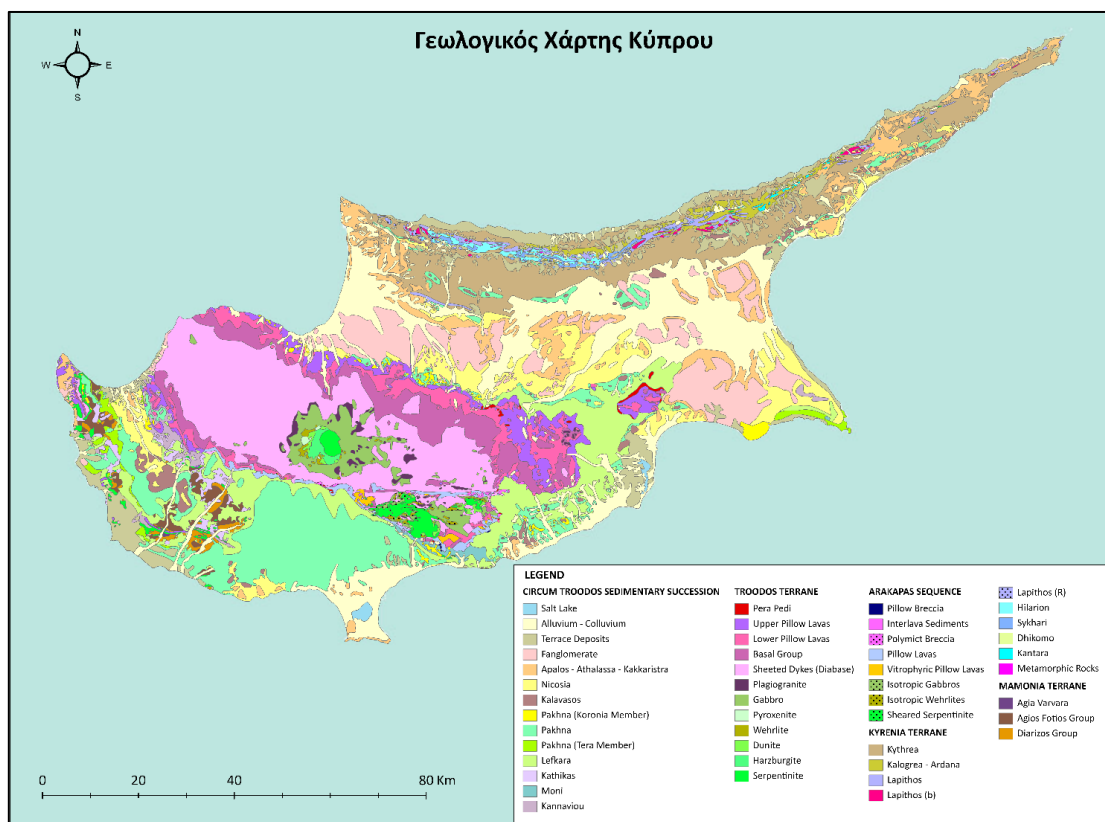 Γεωλογικός Χάρτης Κύπρου
N
W E
S
0 20 40 80 Km
LEGEND
CIRCUM TROODOS SEDIMENTARY SUCCESSION
Salt Lake
Alluvium - Colluvium
Terrace Deposits
Fanglomerate
Apalos - Athalassa - Kakkaristra
Nicosia
Kalavasos
Pakhna (Koronia Member)
Pakhna
Pakhna (Tera Member)
Lefkara
Kathikas
Moni
Kannaviou
TROODOS TERRANE
Pera Pedi
Upper Pillow Lavas
Lower Pillow Lavas
Basal Group
Sheeted Dykes (Diabase)
Plagiogranite
Gabbro
Pyroxenite
Wehrlite
Dunite
Harzburgite
Serpentinite
ARAKAPAS SEQUENCE
Pillow Breccia
Interlava Sediments
Polymict Breccia
Pillow Lavas
Vitrophyric Pillow Lavas
Isotropic Gabbros
Isotropic Wehrlites
Sheared Serpentinite
KYRENIA TERRANE
Kythrea
Kalogrea - Ardana
Lapithos
Lapithos (b)
Lapithos (R)
Hilarion
Sykhari
Dhikomo
Kantara
Metamorphic Rocks
MAMONIA TERRANE
Agia Varvara
Agios Fotios Group
Diarizos Group